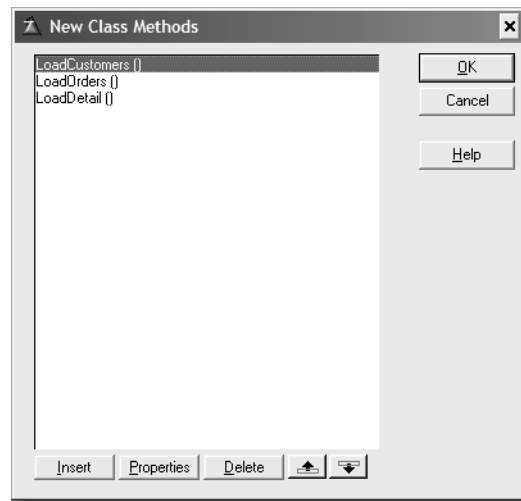 New Class Methods
LoadCustomers ()
LoadOrders ()
LoadDetail ()
OK
Cancel
Help
Insert Properties Delete